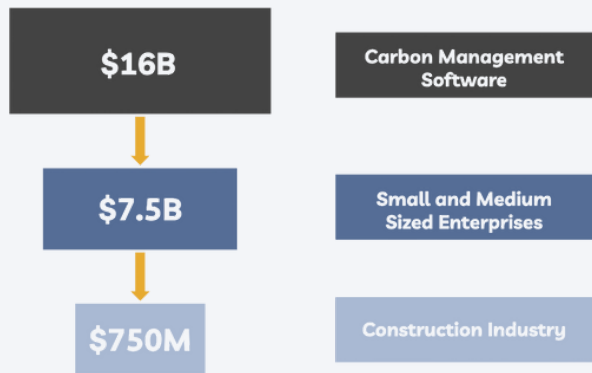 $16B
Carbon Management
Software
$7.5B
Small and Medium
Sized Enterprises
$750M
Construction Industry